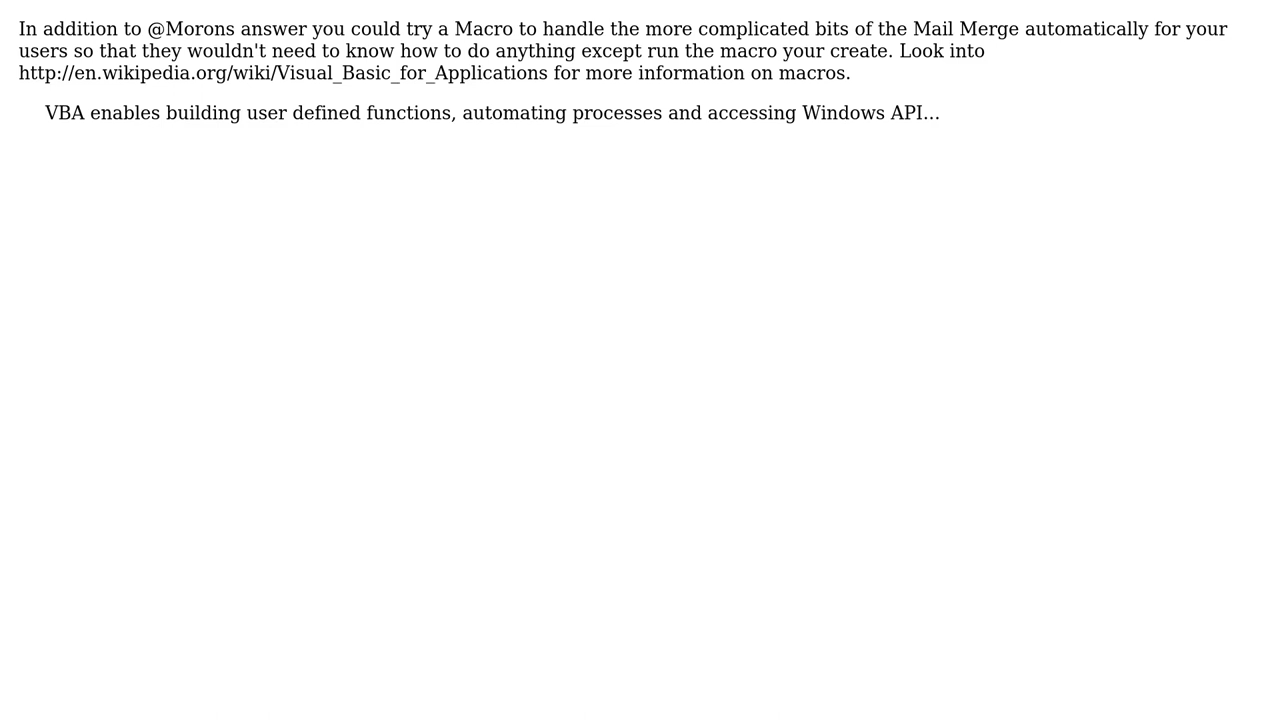 In addition to @Morons answer you could try a Macro to handle the more complicated bits of the Mail Merge automatically for your
users so that they wouldn't need to know how to do anything except run the macro your create. Look into
http://en.wikipedia.org/wiki/Visual_Basic_for_Applications for more information on macros.
VBA enables building user defined functions, automating processes and accessing Windows API...